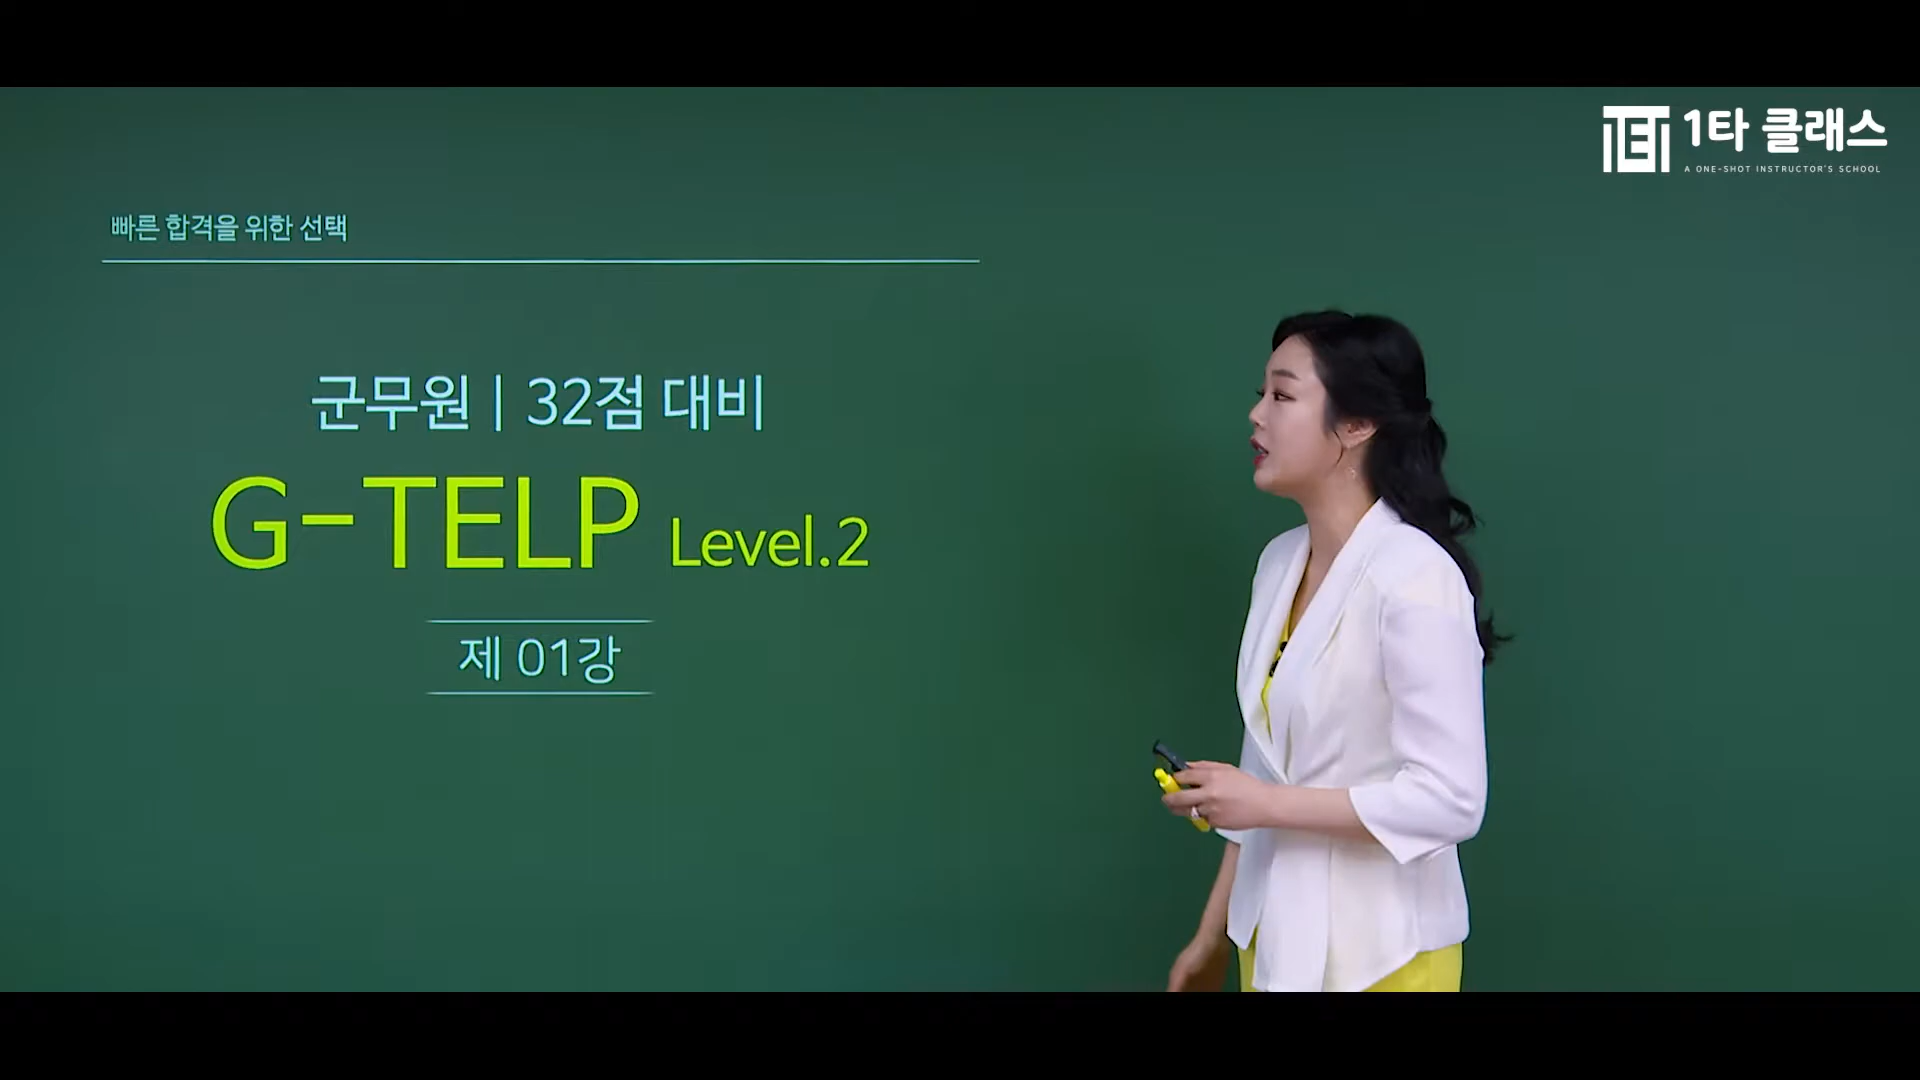 1타 클래스
A ONE-SHOT INSTRUCTOR'S SCHOOL
빠른 합격을 위한 선택
군무원 | 32점 대비
G-TELP Level.2
제 01강